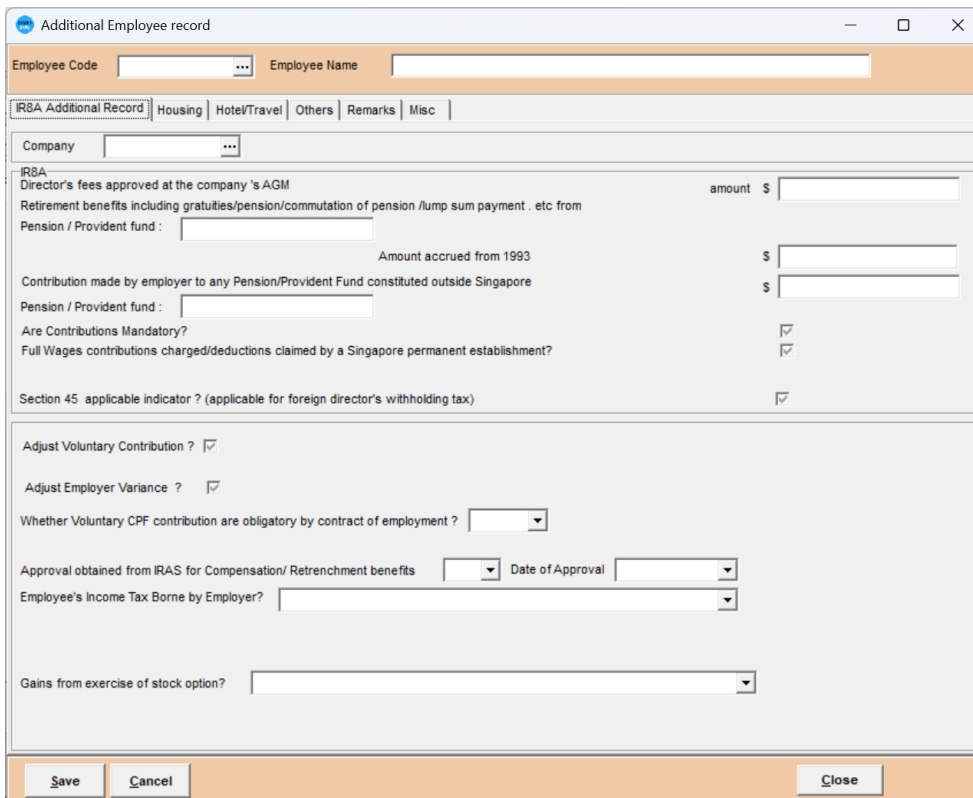 Additional Employee record
Employee Code ... Employee Name
IR8A Additional Record Housing Hotel/Travel Others Remarks Misc
Company ...
IR8A
Director's fees approved at the company 's AGM amount $
Retirement benefits including gratuities/pension/commutation of pension /lump sum payment . etc from
Pension / Provident fund :
Amount accrued from 1993 $
Contribution made by employer to any Pension/Provident Fund constituted outside Singapore $
Pension / Provident fund :
Are Contributions Mandatory?
Full Wages contributions charged/deductions claimed by a Singapore permanent establishment?
Section 45 applicable indicator ? (applicable for foreign director's withholding tax)
Adjust Voluntary Contribution ?
Adjust Employer Variance ?
Whether Voluntary CPF contribution are obligatory by contract of employment ?
Approval obtained from IRAS for Compensation/ Retrenchment benefits Date of Approval
Employee's Income Tax Borne by Employer?
Gains from exercise of stock option?
Save Cancel Close